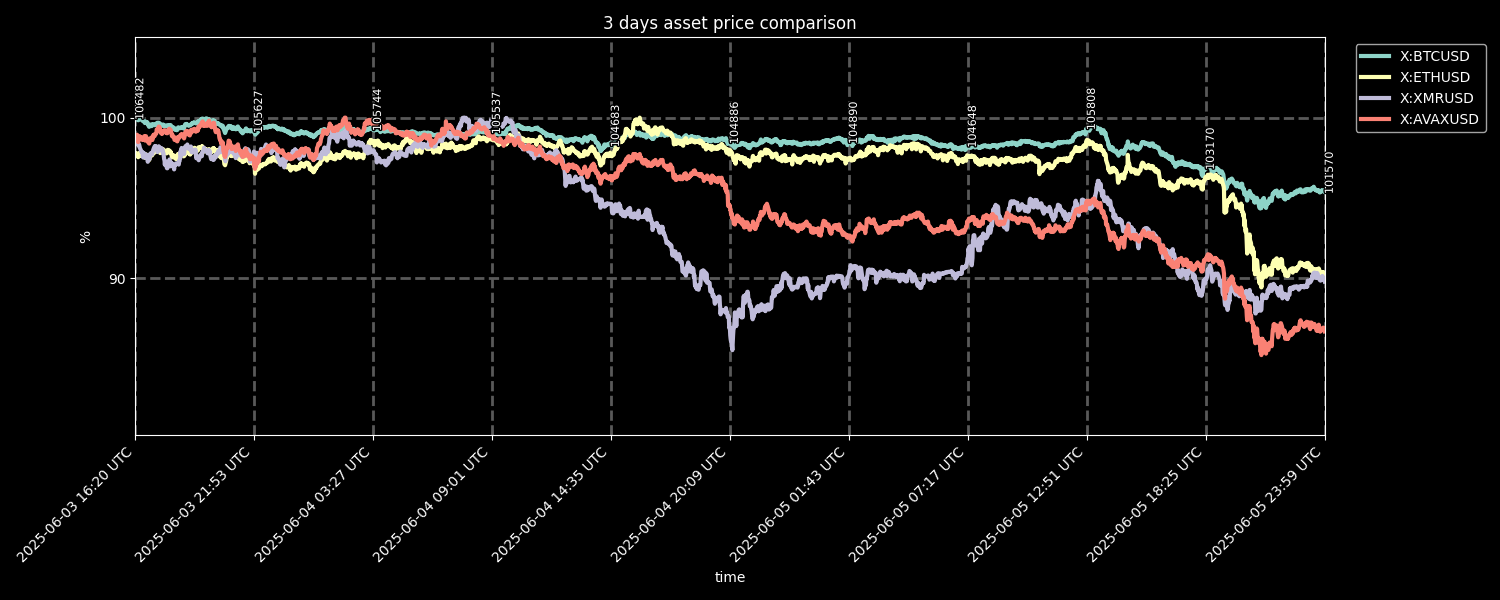 3 days asset price comparison
X:BTCUSD
X:ETHUSD
X:XMRUSD
X:AVAXUSD
%
100
90
106482
105627
105744
105537
104683
104886
104890
104648
105808
103170
101570
2025-06-03 16:20 UTC
2025-06-03 21:53 UTC
2025-06-04 03:27 UTC
2025-06-04 09:01 UTC
2025-06-04 14:35 UTC
2025-06-04 20:09 UTC
2025-06-05 01:43 UTC
2025-06-05 07:17 UTC
2025-06-05 12:51 UTC
2025-06-05 18:25 UTC
2025-06-05 23:59 UTC
time